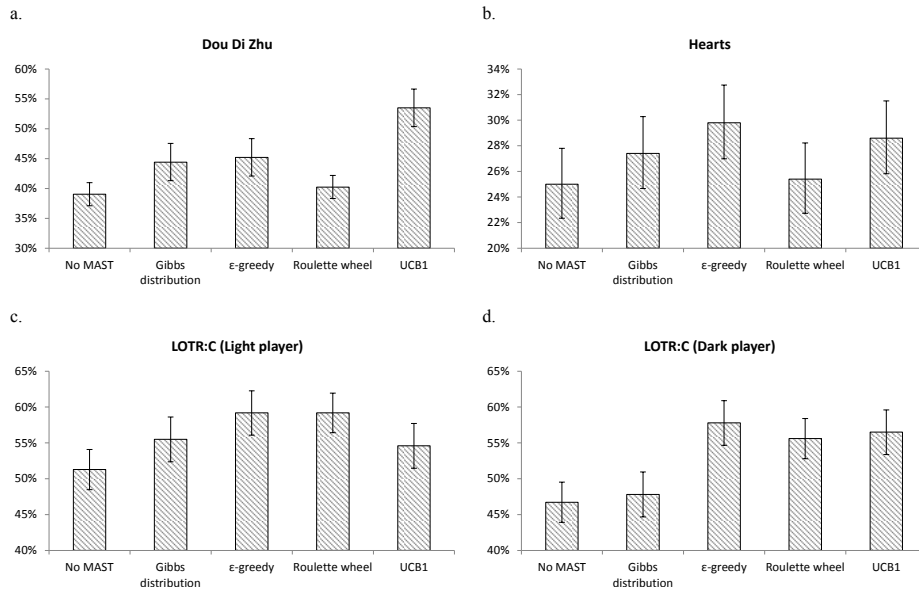 a.
Dou Di Zhu
60%
55%
50%
45%
40%
35%
30%
No MAST
Gibbs
distribution
ε-greedy
Roulette wheel
UCB1
b.
Hearts
34%
32%
30%
28%
26%
24%
22%
20%
No MAST
Gibbs
distribution
ε-greedy
Roulette wheel
UCB1
c.
LOTR:C (Light player)
65%
60%
55%
50%
45%
40%
No MAST
Gibbs
distribution
ε-greedy
Roulette wheel
UCB1
d.
LOTR:C (Dark player)
65%
60%
55%
50%
45%
40%
No MAST
Gibbs
distribution
ε-greedy
Roulette wheel
UCB1